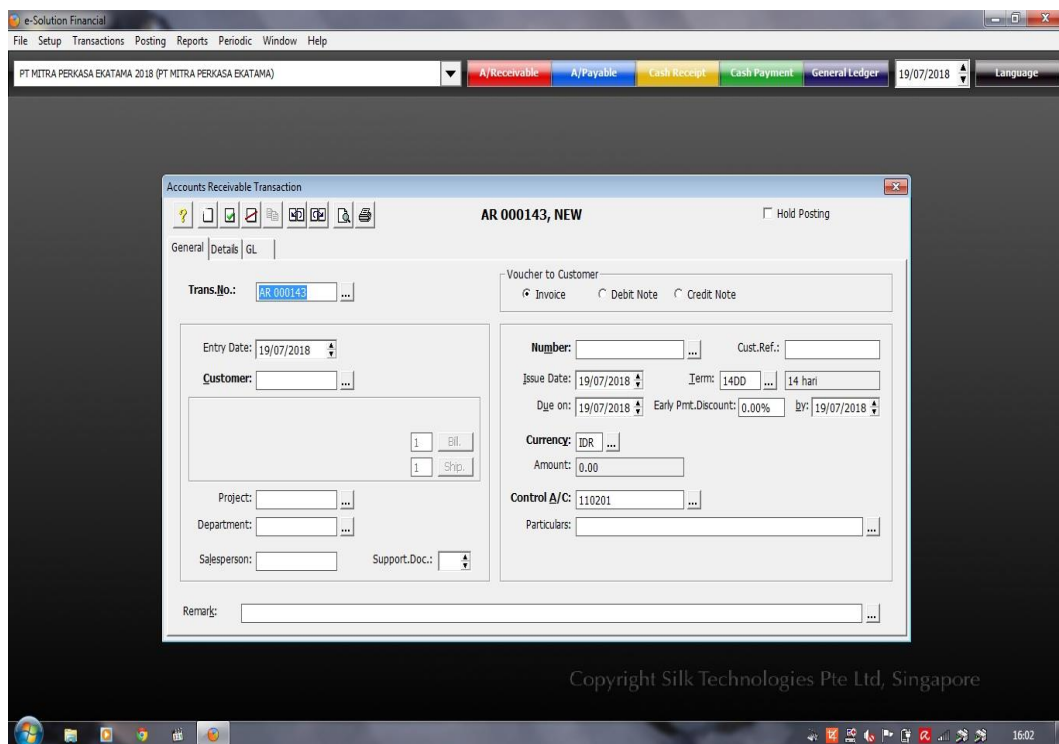 e-Solution Financial
File Setup Transactions Posting Reports Periodic Window Help
PT MITRA PERKASA EKATAMA 2018 (PT MITRA PERKASA EKATAMA) A/Receivable A/Payable Cash Receipt Cash Payment General Ledger 19/07/2018 Language
Accounts Receivable Transaction
AR 000143, NEW Hold Posting
General Details GL
Trans.No.: AR 000143 ...
Voucher to Customer
Invoice Debit Note Credit Note
Entry Date: 19/07/2018
Customer: ...
1 Bill.
1 Ship.
Project: ...
Department: ...
Salesperson: Support.Doc.:
Number: ... Cust.Ref.:
Issue Date: 19/07/2018 Term: 14DD ... 14 hari
Due on: 19/07/2018 Early Pmt.Discount: 0.00% by: 19/07/2018
Currency: IDR ...
Amount: 0.00
Control A/C: 110201 ...
Particulars: ...
Remark: ...
Copyright Silk Technologies Pte Ltd, Singapore
16:02